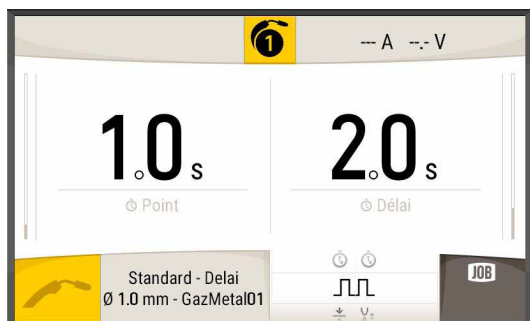 1
--- A --.- V
1.0 s
2.0 s
Point
Délai
Standard - Delai
Ø 1.0 mm - GazMetal01
JOB